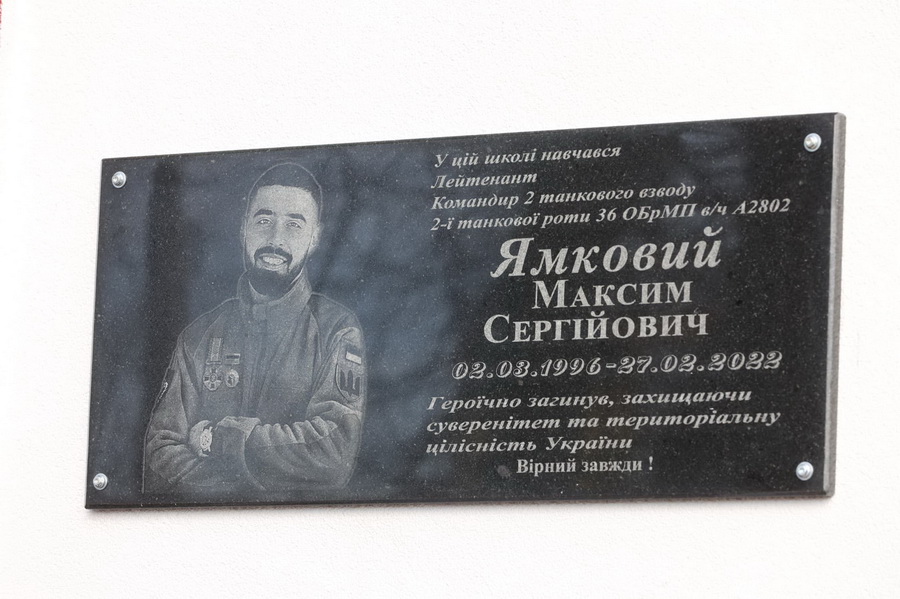 У цій школі навчався
Лейтенант
Командир 2 танкового взводу
2-ї танкової роти 36 ОБрМП в/ч А2802
Ямковий
Максим
Сергійович
02.03.1996-27.02.2022
Героїчно загинув, захищаючи
суверенітет та територіальну
цілісність України
Вірний завжди !